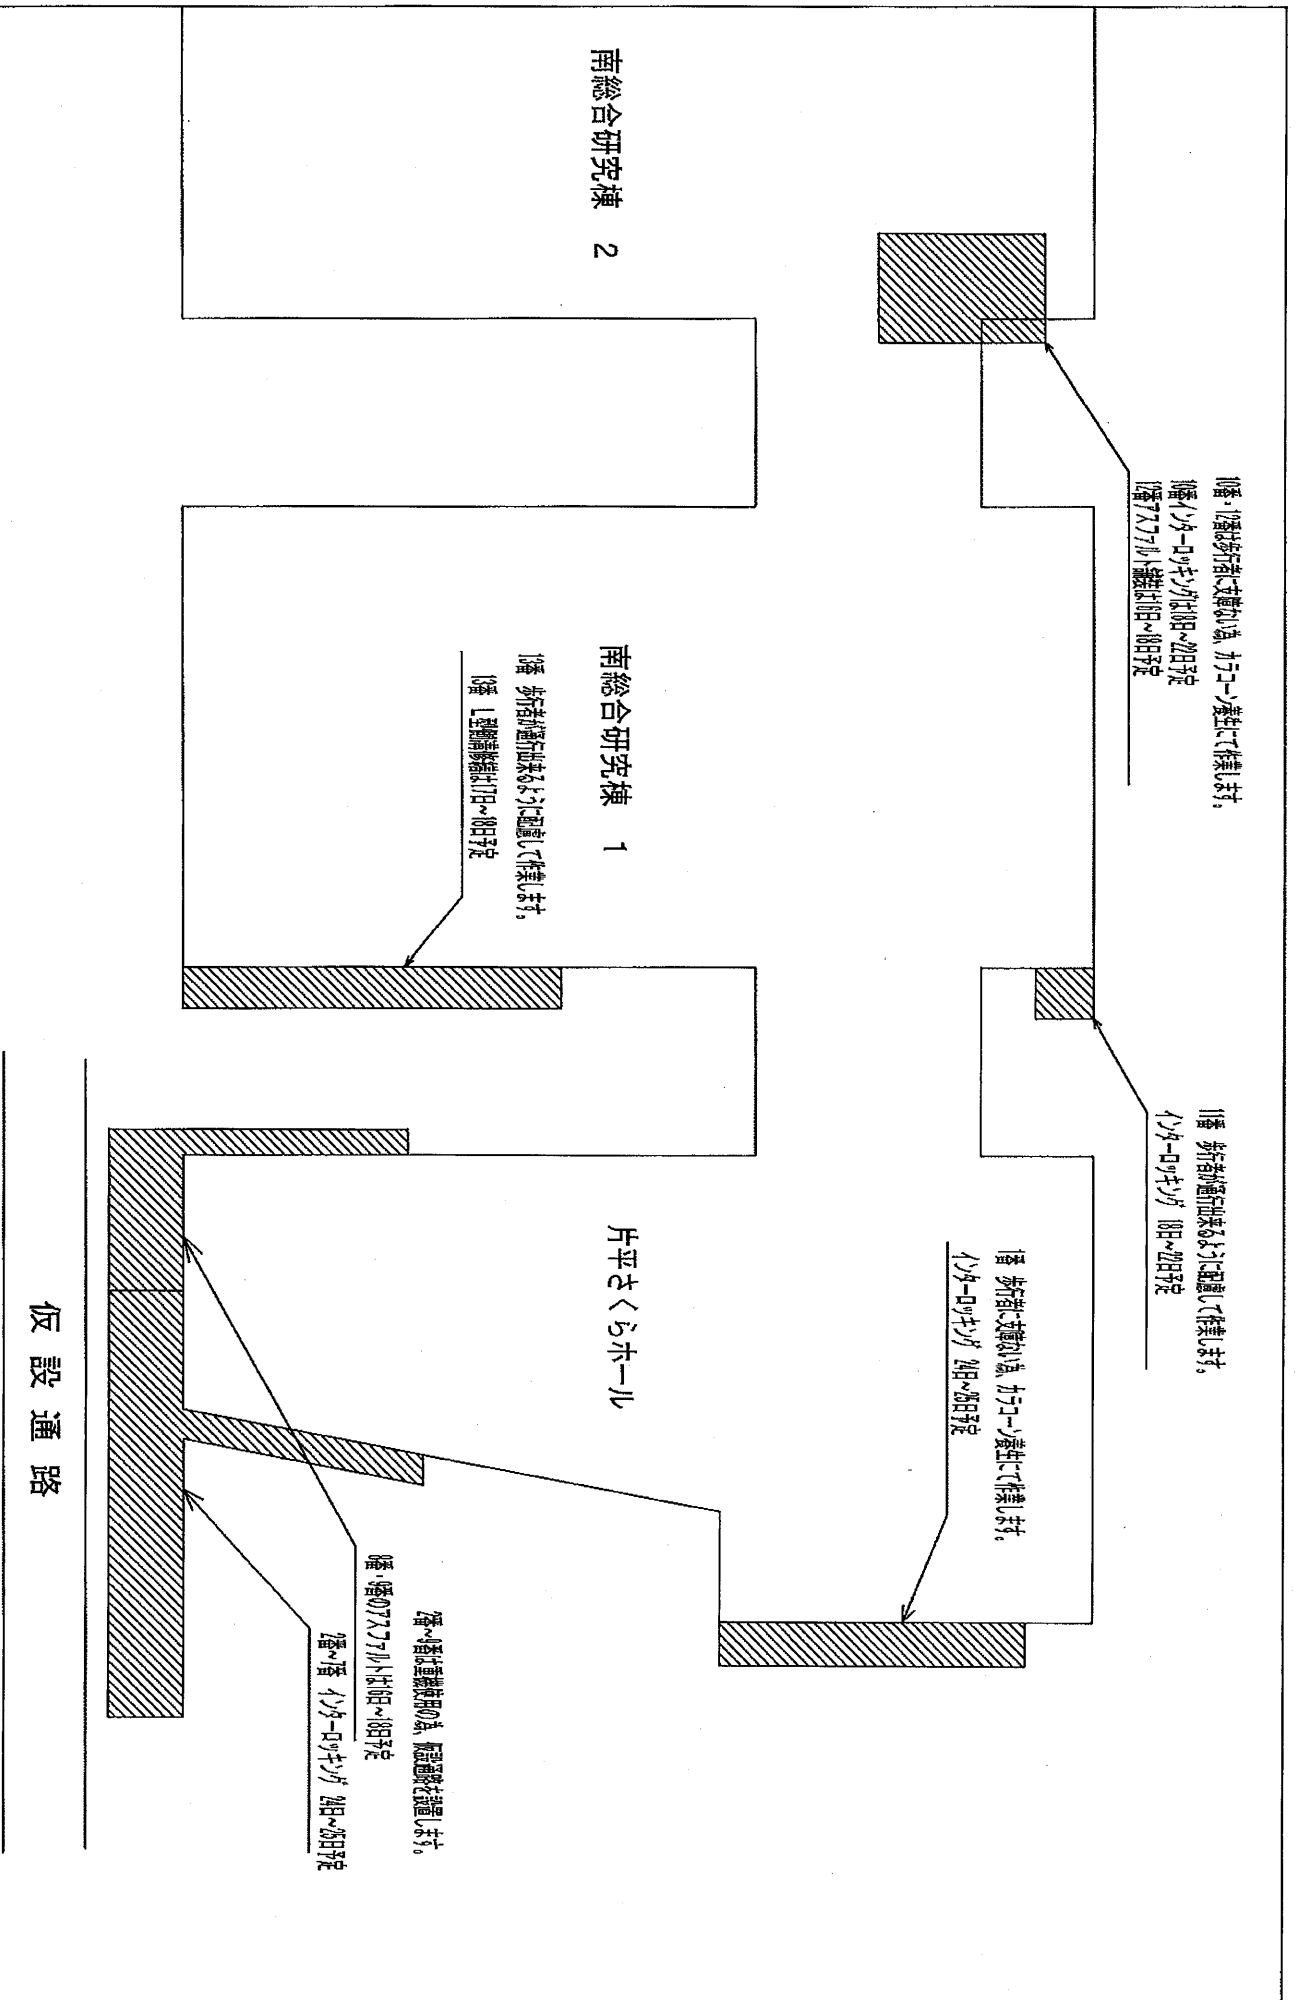 10番・12番は歩行者に支障ない為、カラーコーン養生にて作業します。
10番インターロッキングは18日～22日予定
12番アスファルト舗装は16日～18日予定
11番 歩行者が通行出来るように配慮して作業します。
インターロッキング 18日～22日予定
1番 歩行者に支障ない為、カラーコーン養生にて作業します。
インターロッキング 24日～25日予定
南総合研究棟 2
南総合研究棟 1
片平さくらホール
13番 歩行者が通行出来るように配慮して作業します。
13番 L型側溝修繕は17日～18日予定
2番～9番は重機使用の為、仮設通路を設置します。
8番・9番のアスファルトは16日～18日予定
2番～7番 インターロッキング 24日～25日予定
仮設通路